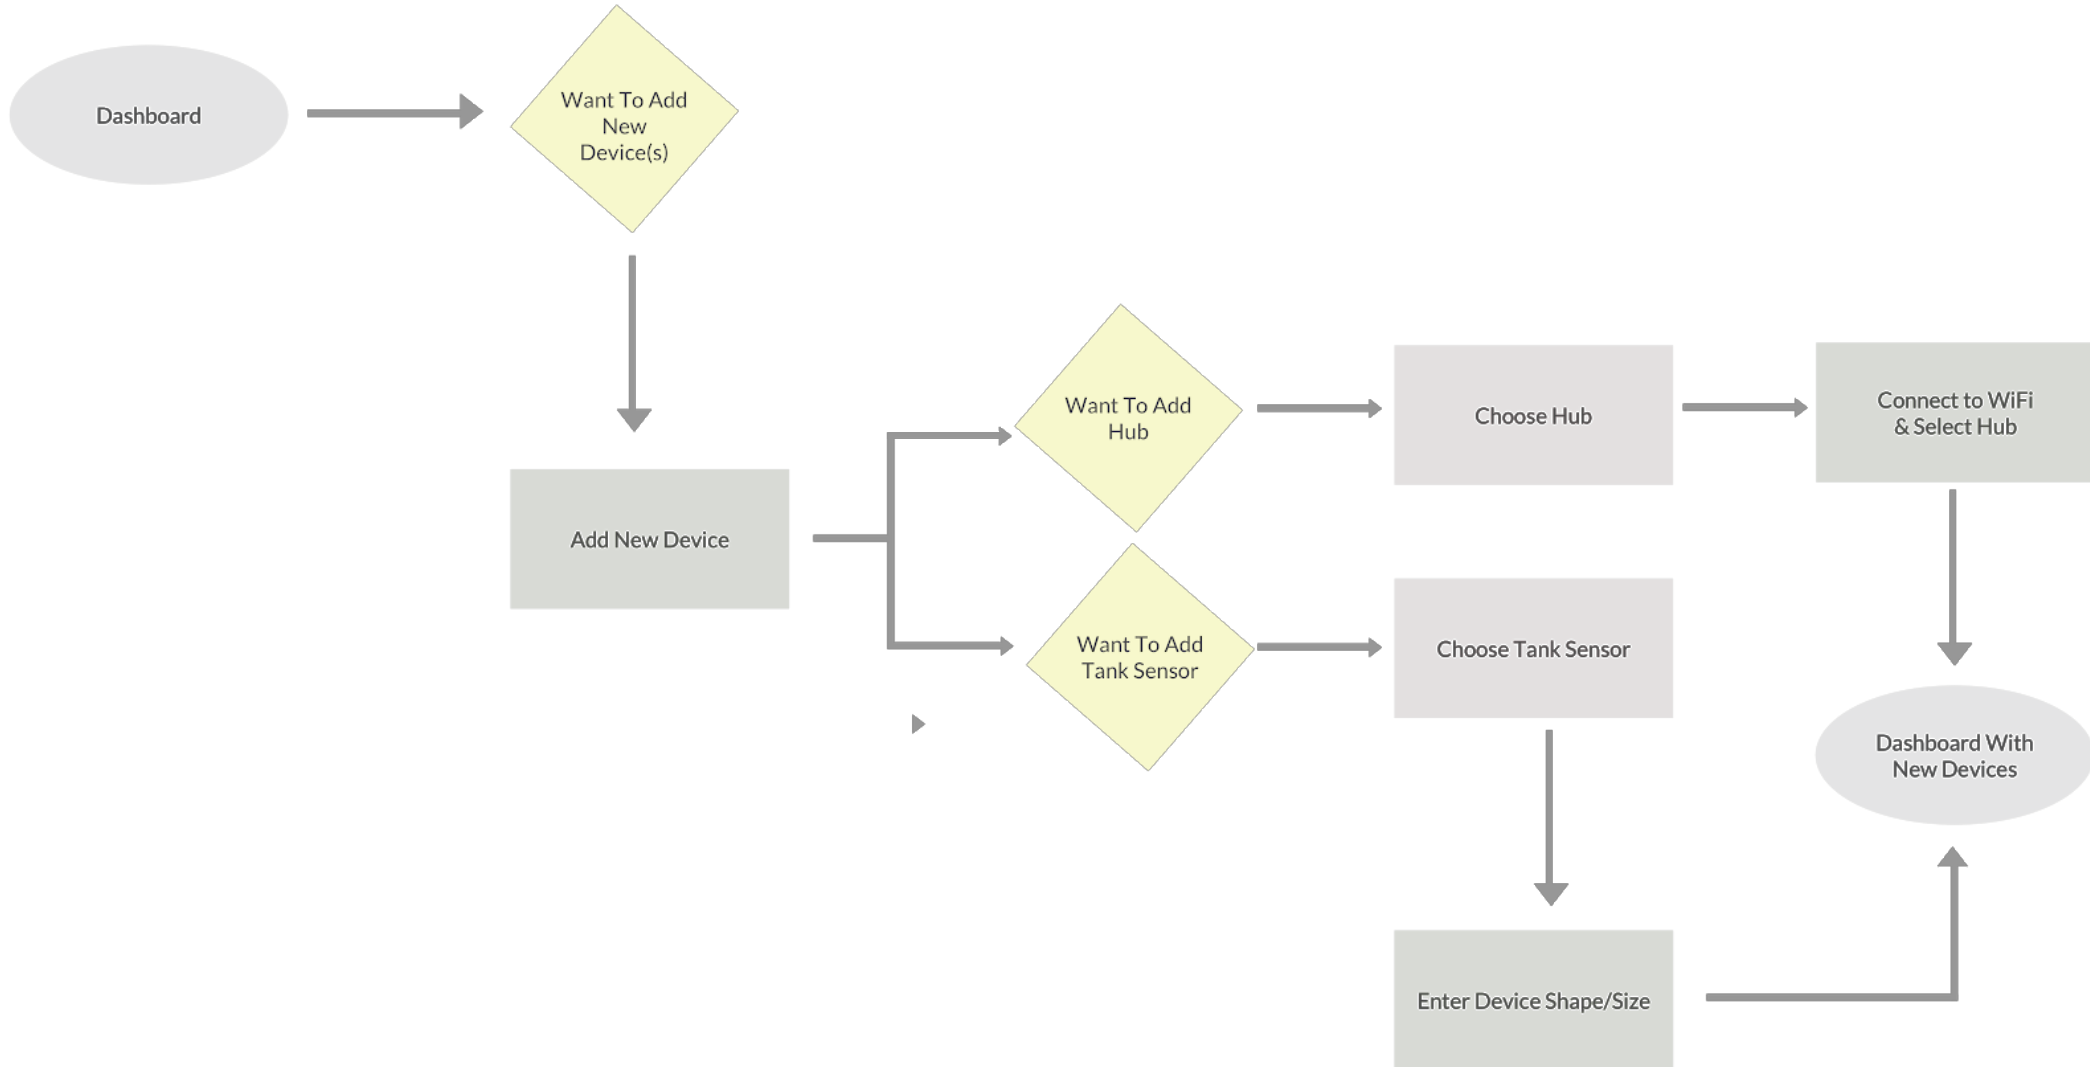 Dashboard
Want To Add
New
Device(s)
Add New Device
Want To Add
Hub
Choose Hub
Connect to WiFi
& Select Hub
Want To Add
Tank Sensor
Choose Tank Sensor
Dashboard With
New Devices
Enter Device Shape/Size